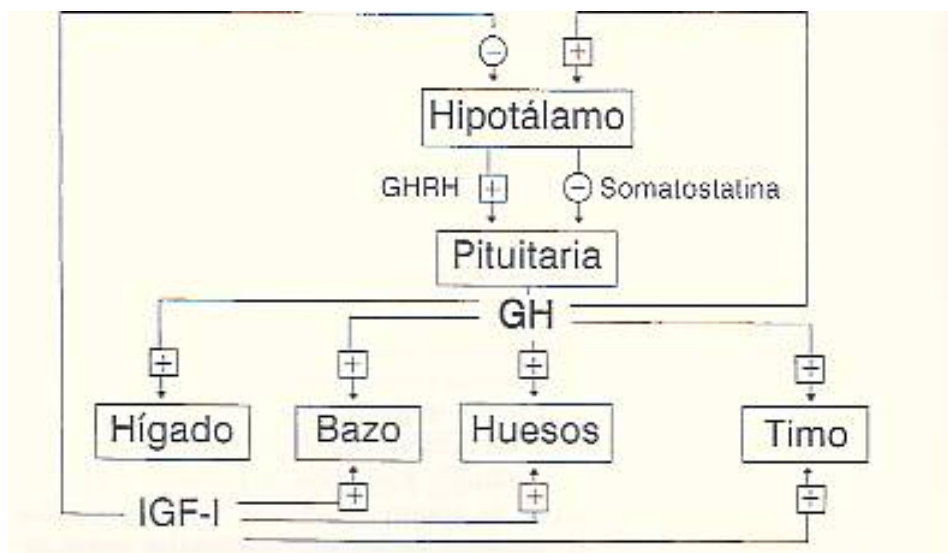 − +
Hipotálamo
GHRH + − Somatostatina
Pituitaria
GH
+ + + +
Hígado Bazo Huesos Timo
+ + +
IGF-I